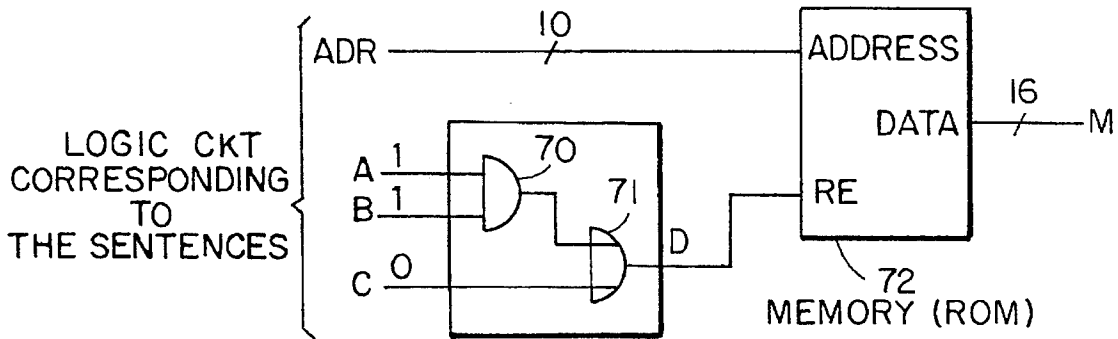 10
ADR
ADDRESS
16
DATA
M
LOGIC CKT
CORRESPONDING
TO
THE SENTENCES
A 1
70
B 1
71
RE
D
C 0
72
MEMORY (ROM)